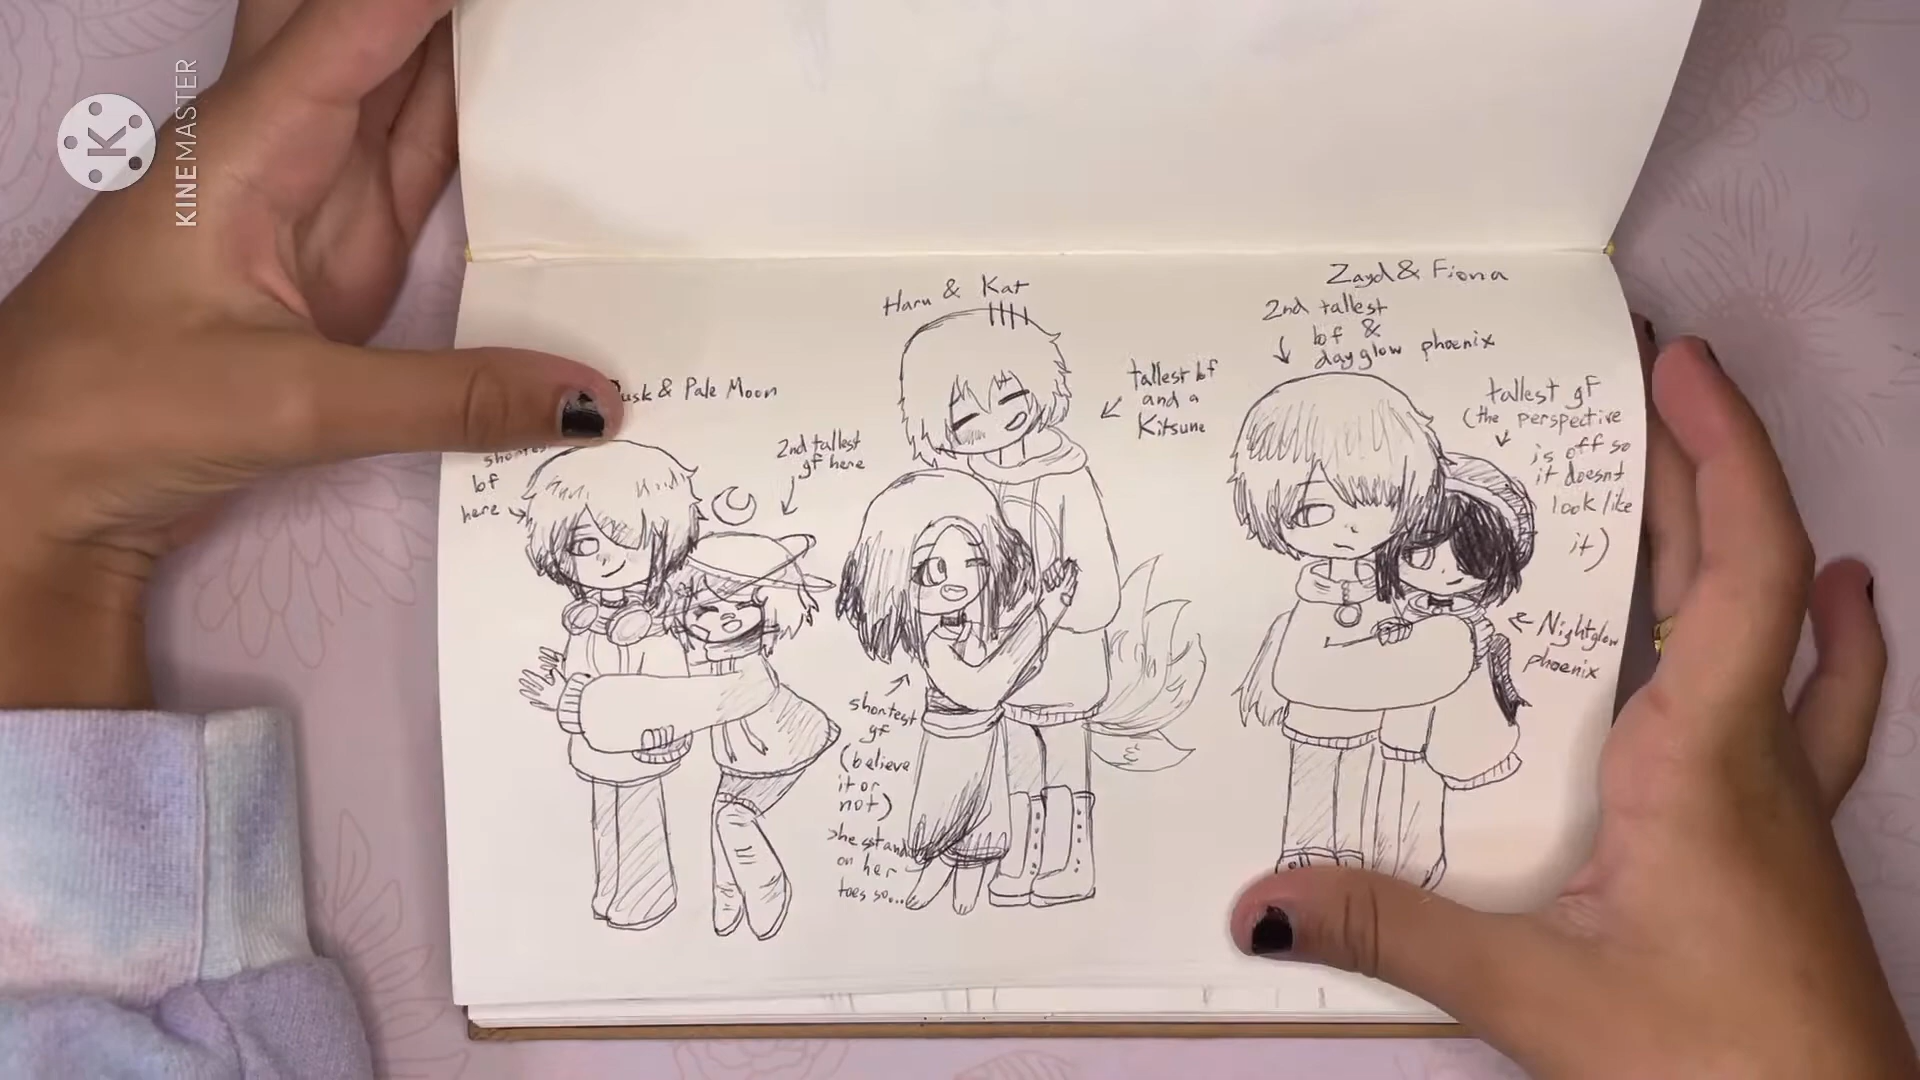 KINEMASTER
usk & Pale Moon
bf
here
2nd tallest
gf here
Haru & Kat
tallest bf
and a
Kitsune
shortest
gf
(believe
it or
not)
on her
toes so...
Zayd & Fiona
2nd tallest
bf &
dayglow phoenix
tallest gf
(the perspective
is off so
it doesnt
look like
it)
Nightglow
phoenix